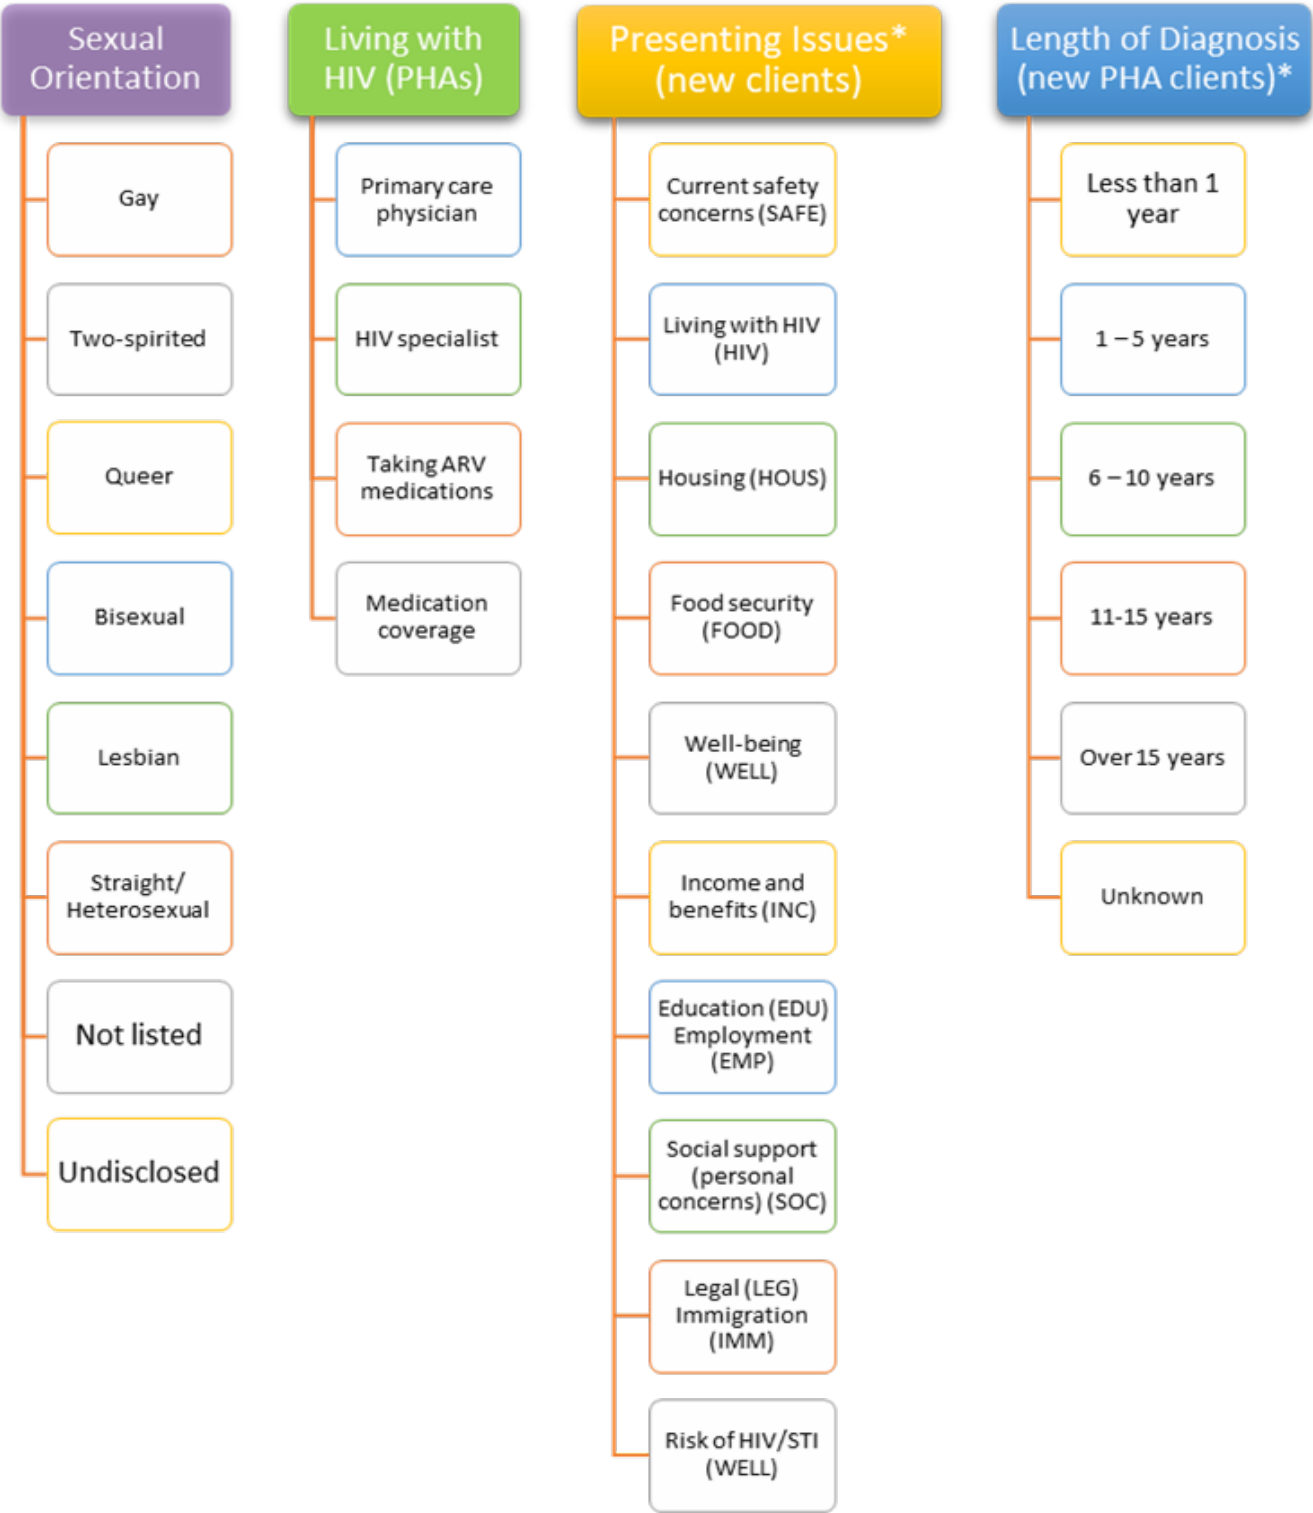 Sexual
Orientation
Gay
Two-spirited
Queer
Bisexual
Lesbian
Straight/
Heterosexual
Not listed
Undisclosed
Living with
HIV (PHAs)
Primary care
physician
HIV specialist
Taking ARV
medications
Medication
coverage
Presenting Issues*
(new clients)
Current safety
concerns (SAFE)
Living with HIV
(HIV)
Housing (HOUS)
Food security
(FOOD)
Well-being
(WELL)
Income and
benefits (INC)
Education (EDU)
Employment
(EMP)
Social support
(personal
concerns) (SOC)
Legal (LEG)
Immigration
(IMM)
Risk of HIV/STI
(WELL)
Length of Diagnosis
(new PHA clients)*
Less than 1
year
1 – 5 years
6 – 10 years
11-15 years
Over 15 years
Unknown